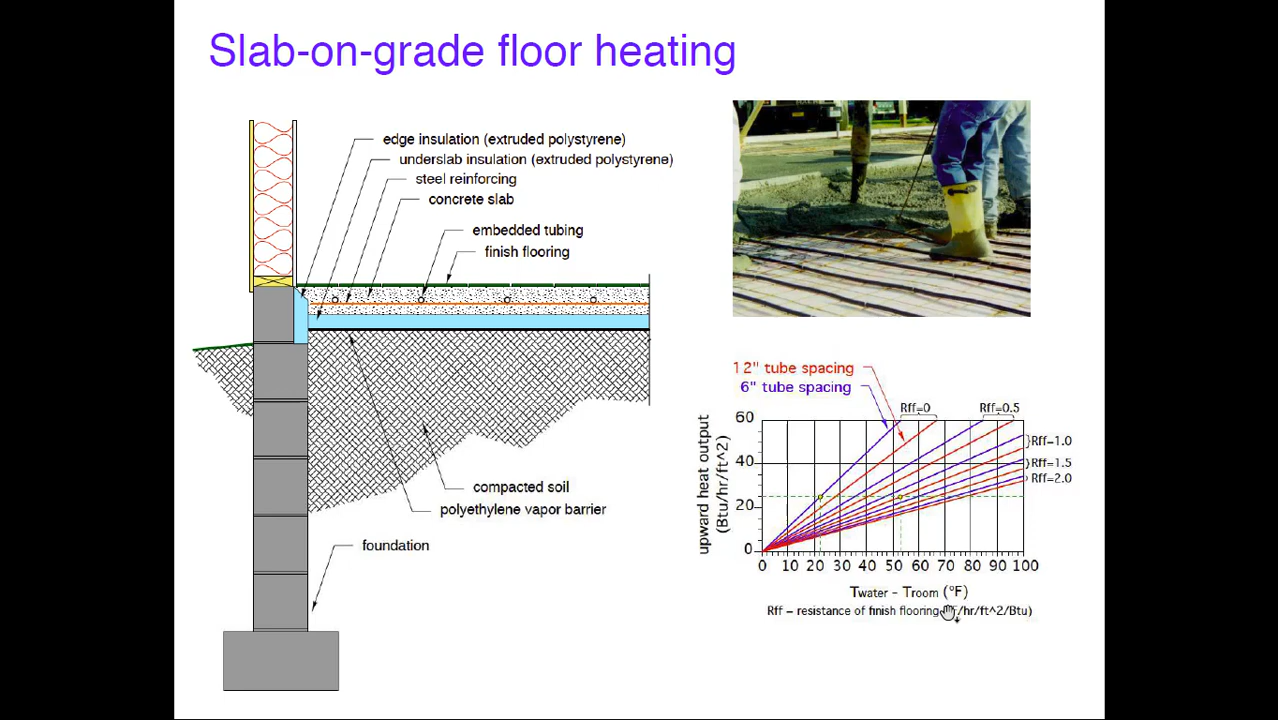 Slab-on-grade floor heating
edge insulation (extruded polystyrene)
underslab insulation (extruded polystyrene)
steel reinforcing
concrete slab
embedded tubing
finish flooring
compacted soil
polyethylene vapor barrier
foundation
12" tube spacing
6" tube spacing
Rff=0
Rff=0.5
Rff=1.0
Rff=1.5
Rff=2.0
upward heat output
(Btu/hr/ft^2)
60
40
20
0
0 10 20 30 40 50 60 70 80 90 100
Twater - Troom (°F)
Rff – resistance of finish flooring F/hr/ft^2/Btu)